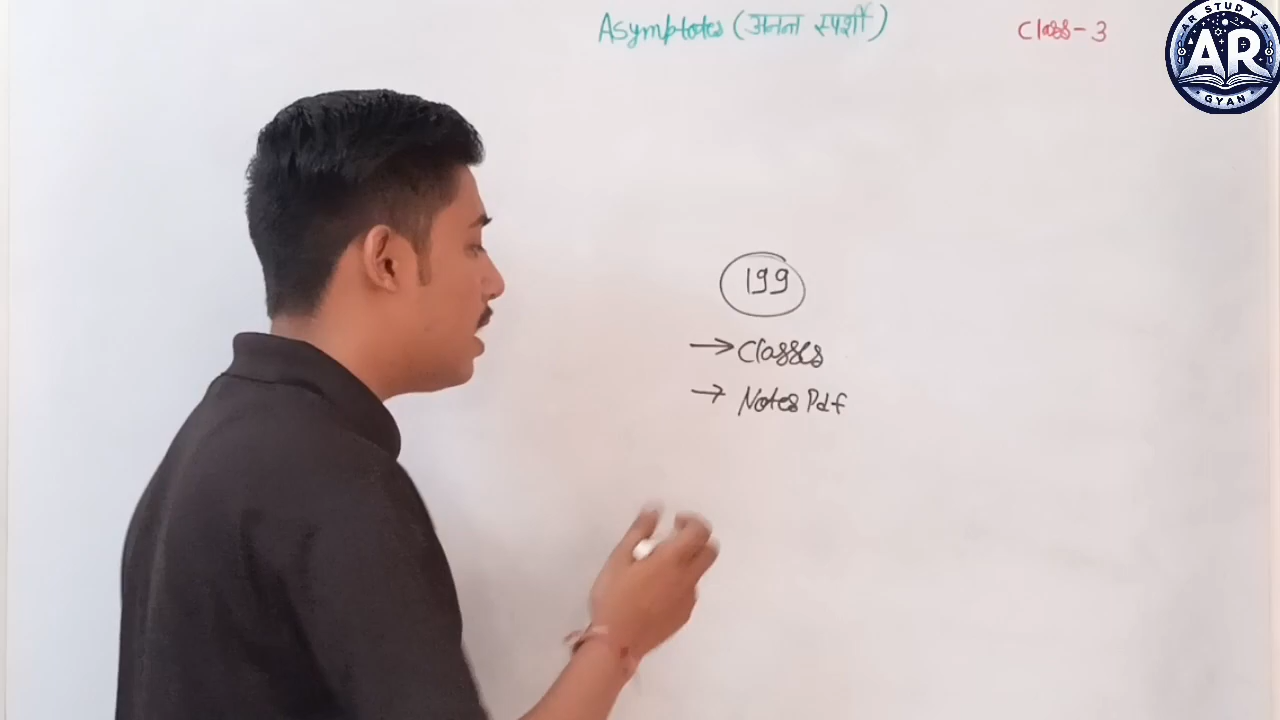 Asymptotes (अनन्त स्पर्शी)
Class-3
AR STUDY
AR
GYAN
199
→ Classes
→ Notes Pdf